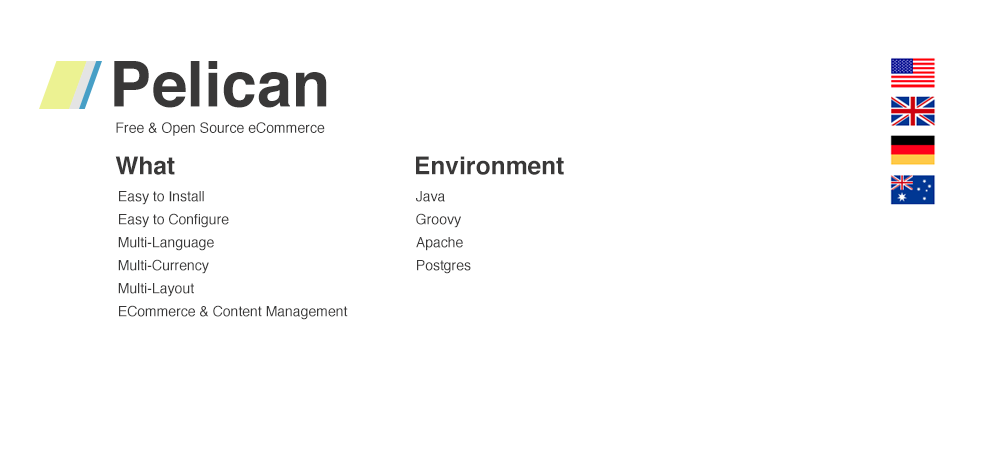 Pelican
Free & Open Source eCommerce
What
Easy to Install
Easy to Configure
Multi-Language
Multi-Currency
Multi-Layout
ECommerce & Content Management
Environment
Java
Groovy
Apache
Postgres